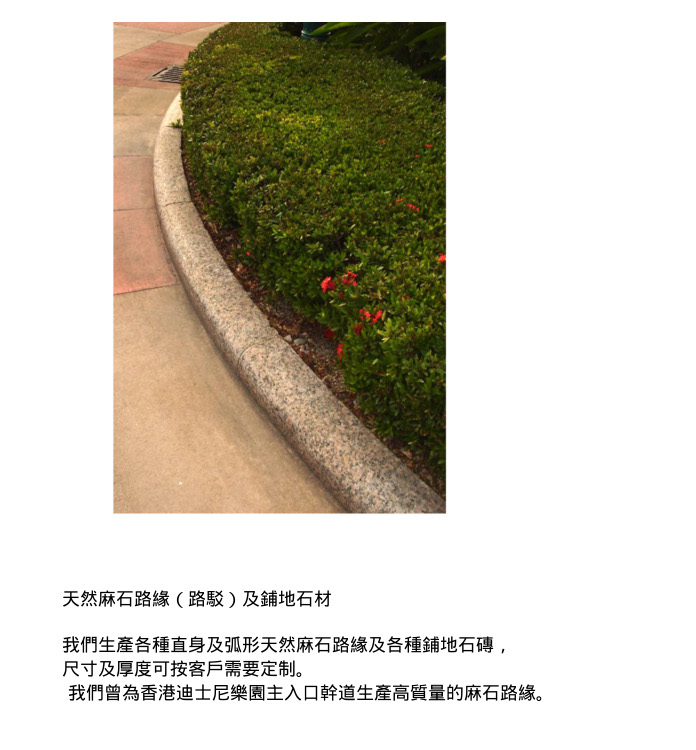 天然麻石路緣（路駁）及鋪地石材
我們生產各種直身及弧形天然麻石路緣及各種鋪地石磚，
尺寸及厚度可按客戶需要定制。
我們曾為香港迪士尼樂園主入口幹道生產高質量的麻石路緣。